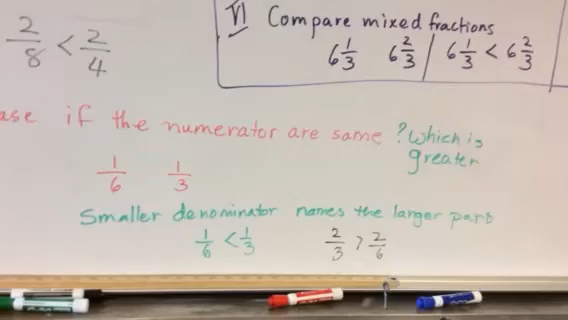 2/8 < 2/4
VI Compare mixed fractions
6 1/3 6 2/3 | 6 1/3 < 6 2/3
ase if the numerator are same ? Which is
greater
1/6 1/3
Smaller denominator names the larger part
1/6 < 1/3 2/3 > 2/6